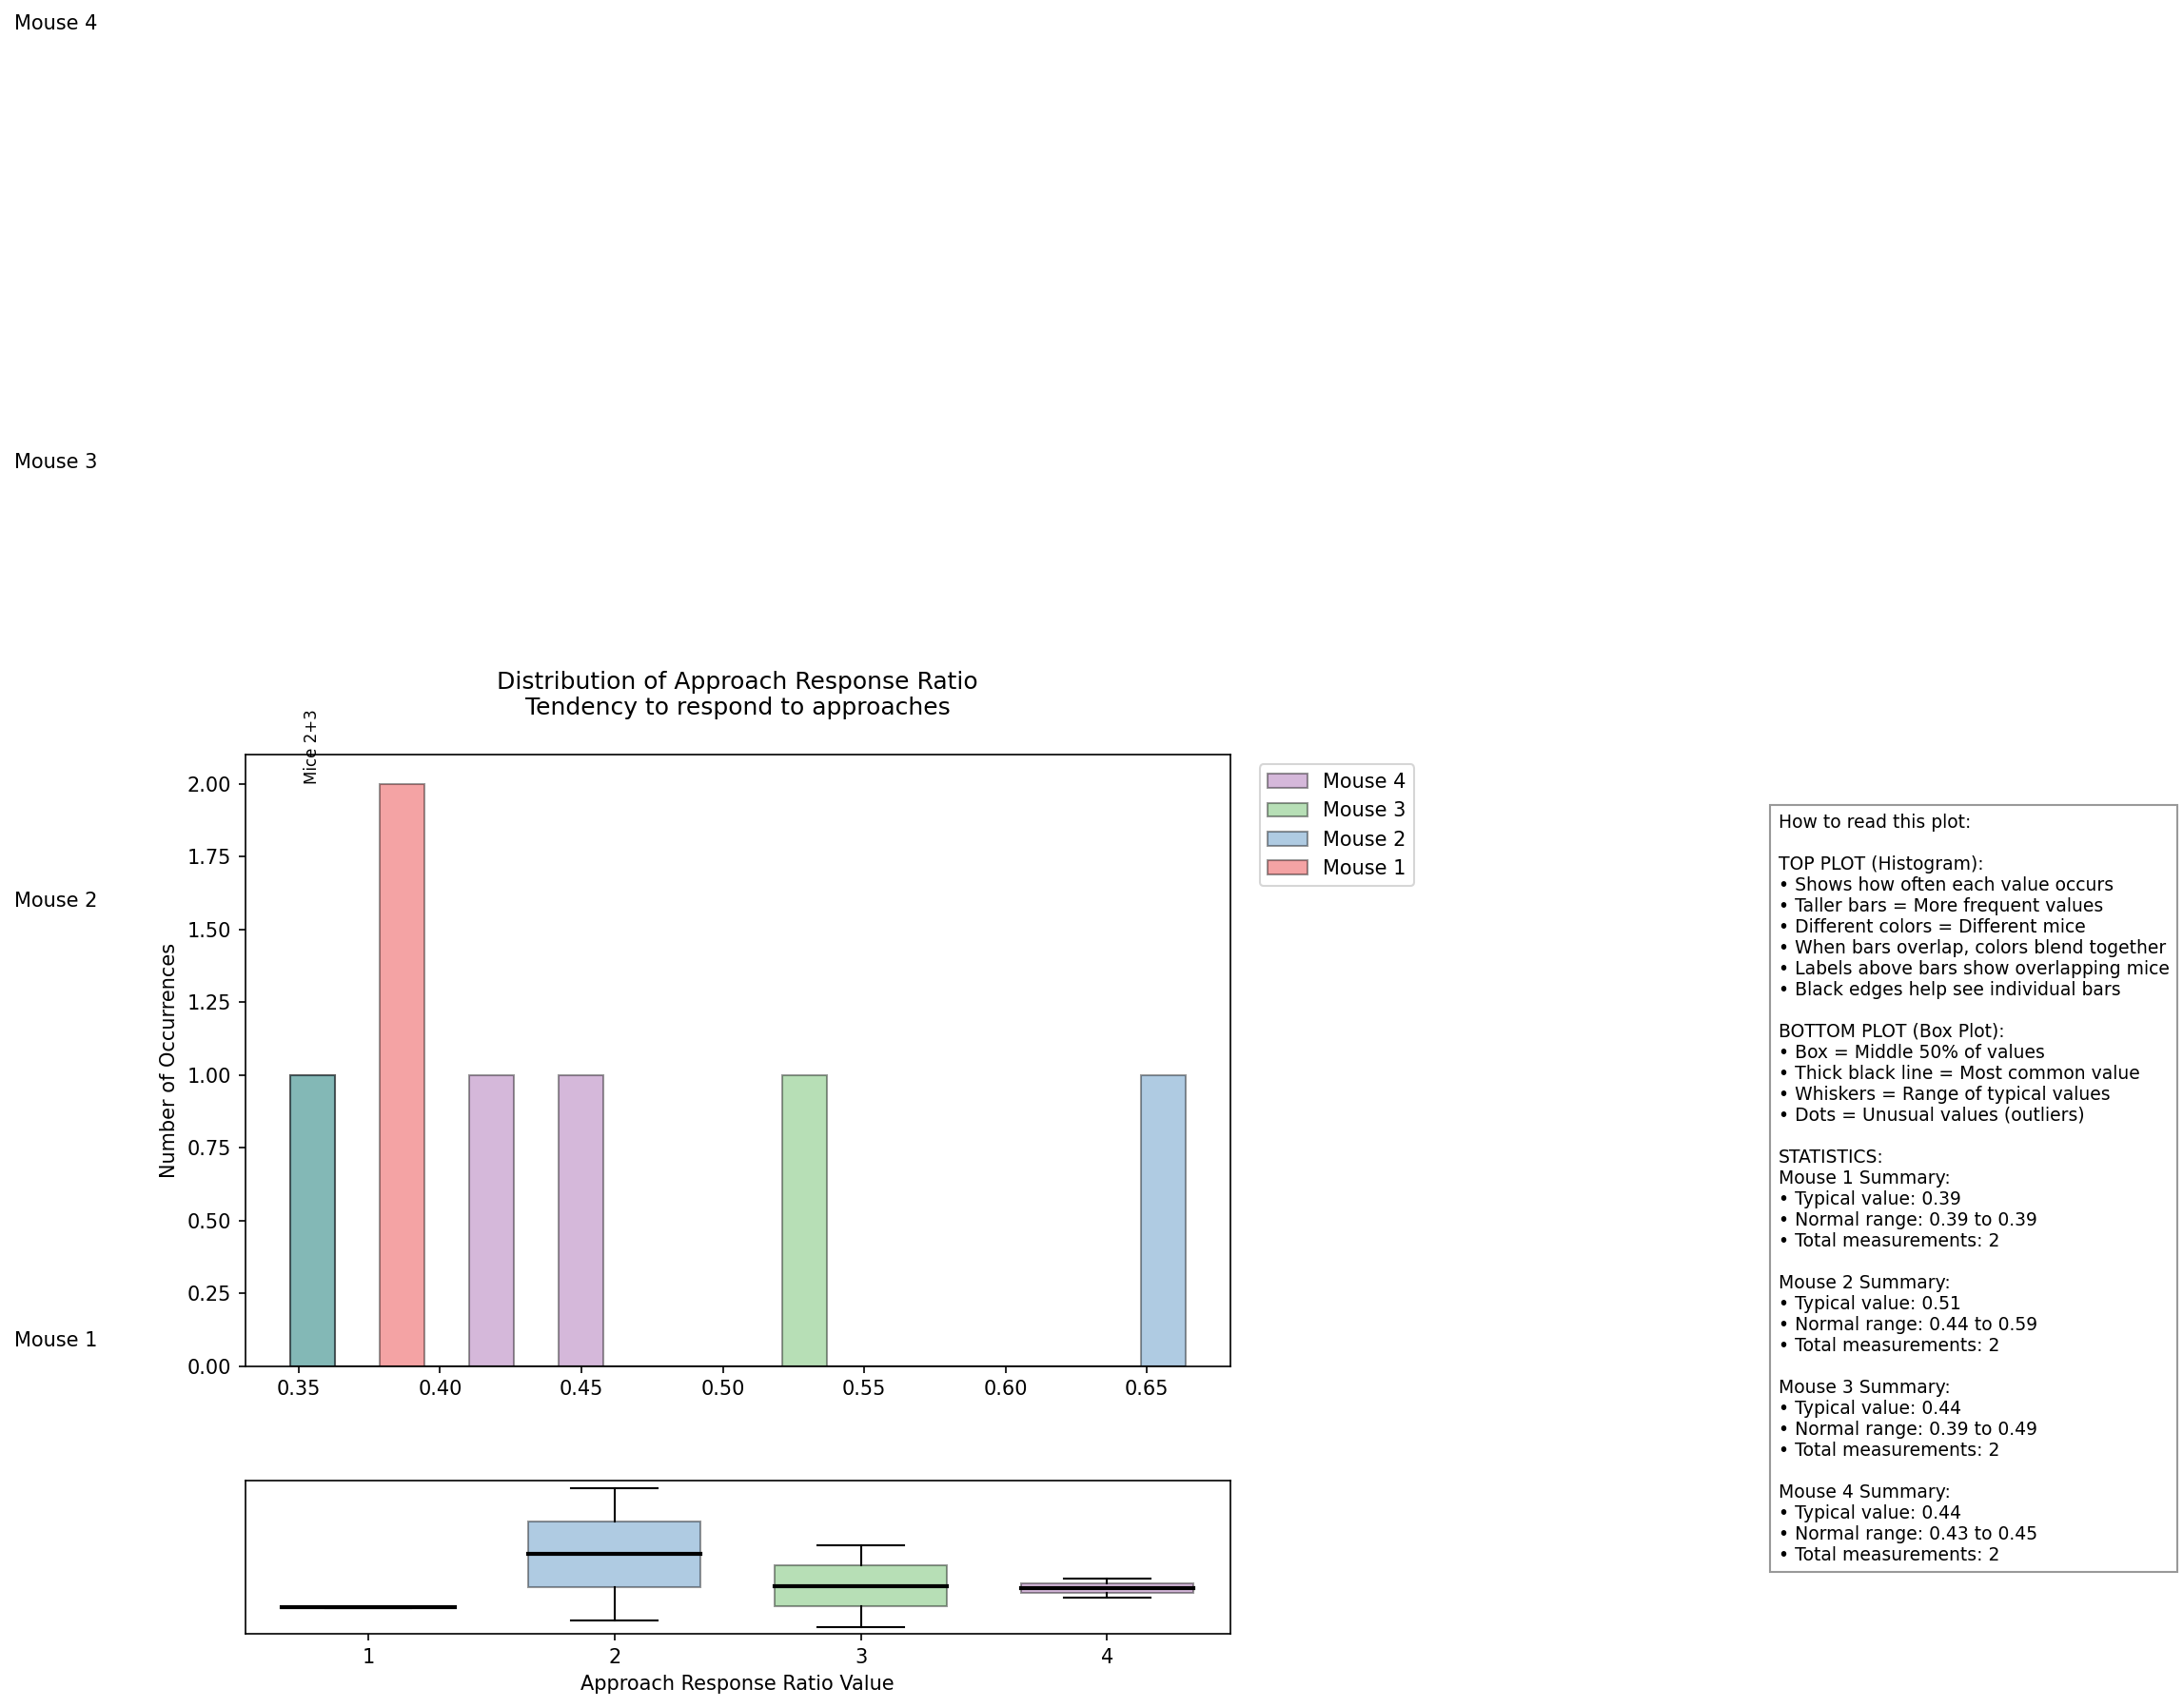 Mouse 4
Mouse 3
Distribution of Approach Response Ratio
Tendency to respond to approaches
Mice 2+3
Mouse 4
Mouse 3
Mouse 2
Mouse 1
Mouse 2
Mouse 1
Number of Occurrences
2.00
1.75
1.50
1.25
1.00
0.75
0.50
0.25
0.00
0.35 0.40 0.45 0.50 0.55 0.60 0.65
1 2 3 4
Approach Response Ratio Value
How to read this plot:
TOP PLOT (Histogram):
• Shows how often each value occurs
• Taller bars = More frequent values
• Different colors = Different mice
• When bars overlap, colors blend together
• Labels above bars show overlapping mice
• Black edges help see individual bars
BOTTOM PLOT (Box Plot):
• Box = Middle 50% of values
• Thick black line = Most common value
• Whiskers = Range of typical values
• Dots = Unusual values (outliers)
STATISTICS:
Mouse 1 Summary:
• Typical value: 0.39
• Normal range: 0.39 to 0.39
• Total measurements: 2
Mouse 2 Summary:
• Typical value: 0.51
• Normal range: 0.44 to 0.59
• Total measurements: 2
Mouse 3 Summary:
• Typical value: 0.44
• Normal range: 0.39 to 0.49
• Total measurements: 2
Mouse 4 Summary:
• Typical value: 0.44
• Normal range: 0.43 to 0.45
• Total measurements: 2